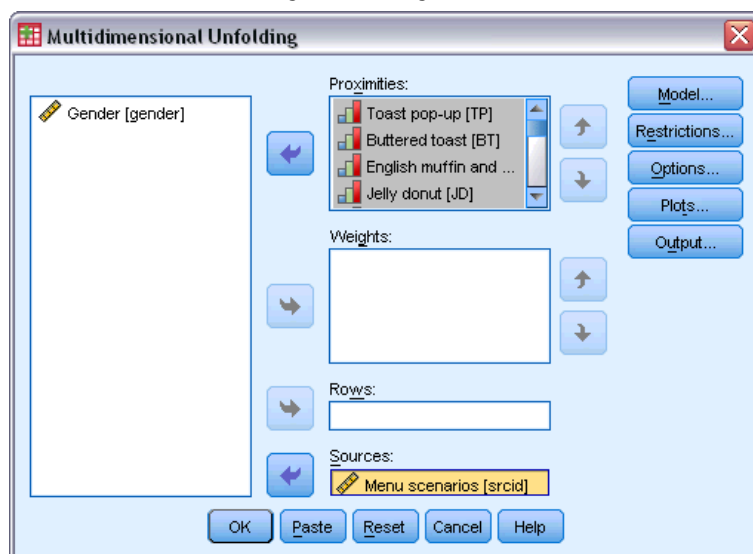 Multidimensional Unfolding
Gender [gender]
Proximities:
Toast pop-up [TP]
Buttered toast [BT]
English muffin and ...
Jelly donut [JD]
Weights:
Rows:
Sources:
Menu scenarios [srcid]
Model...
Restrictions...
Options...
Plots...
Output...
OK Paste Reset Cancel Help